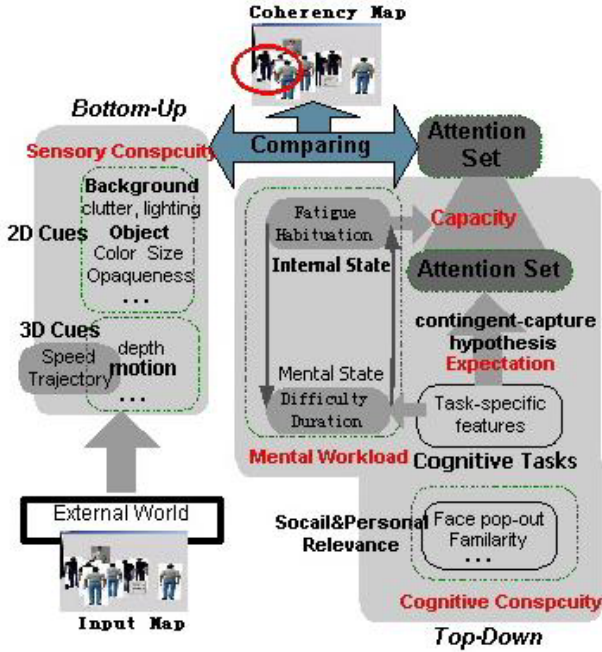 Coherency Map
Bottom-Up
Sensory Conspcuity
Comparing
Attention
Set
Background
clutter, lighting
2D Cues
Object
Color Size
Opaqueness
...
3D Cues
Speed
Trajectory
depth
motion
...
External World
Input Map
Fatigue
Habituation
Capacity
Internal State
Attention Set
contingent-capture
hypothesis
Expectation
Mental State
Difficulty
Duration
Task-specific
features
Mental Workload
Cognitive Tasks
Socail&Personal
Relevance
Face pop-out
Familarity
...
Cognitive Conspcuity
Top-Down